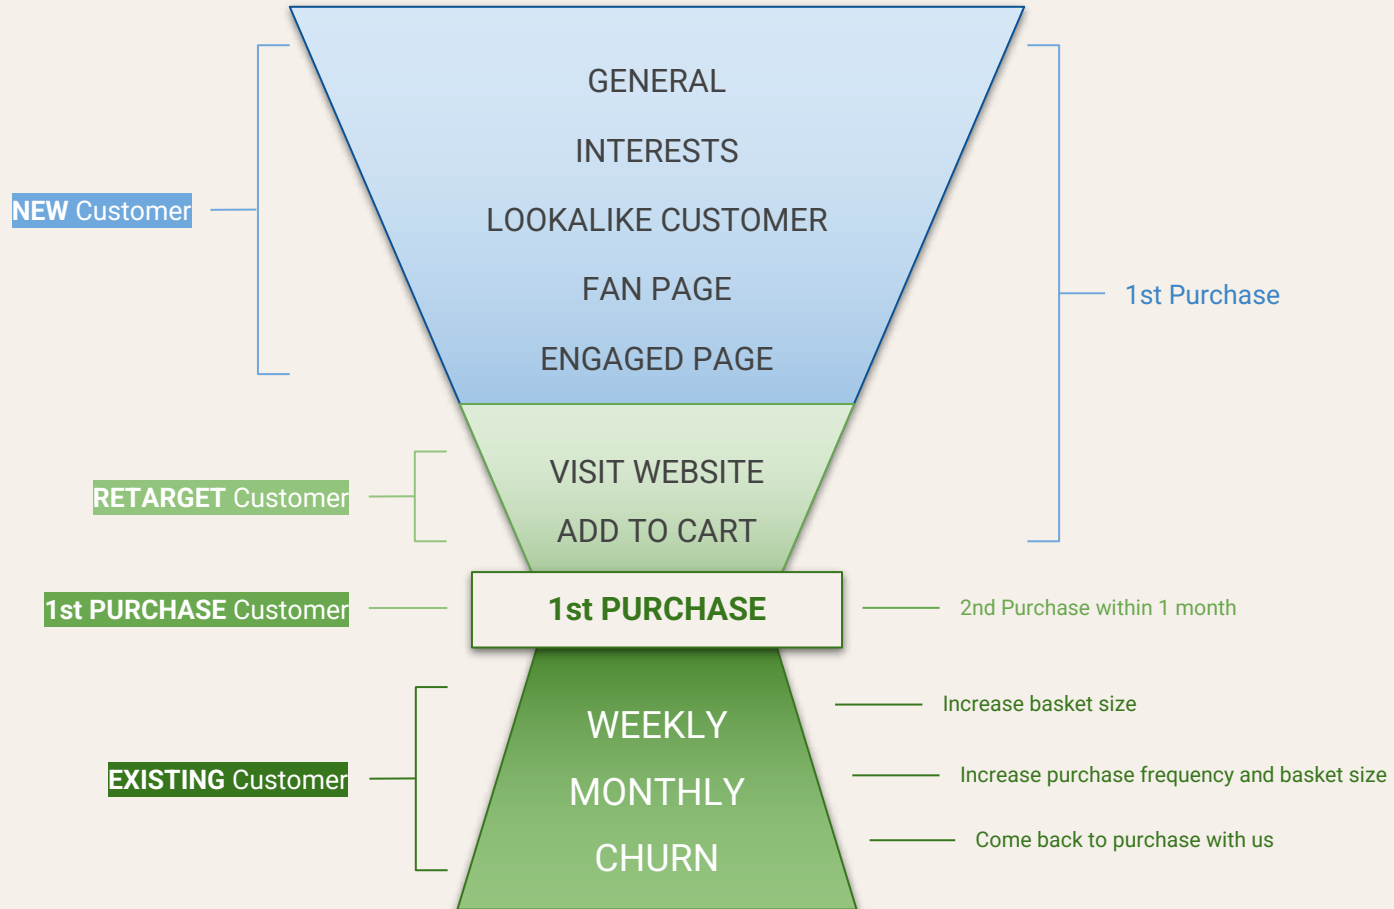 GENERAL
INTERESTS
LOOKALIKE CUSTOMER
FAN PAGE
ENGAGED PAGE
NEW Customer
1st Purchase
VISIT WEBSITE
ADD TO CART
RETARGET Customer
1st PURCHASE Customer
1st PURCHASE
2nd Purchase within 1 month
WEEKLY
MONTHLY
CHURN
EXISTING Customer
Increase basket size
Increase purchase frequency and basket size
Come back to purchase with us